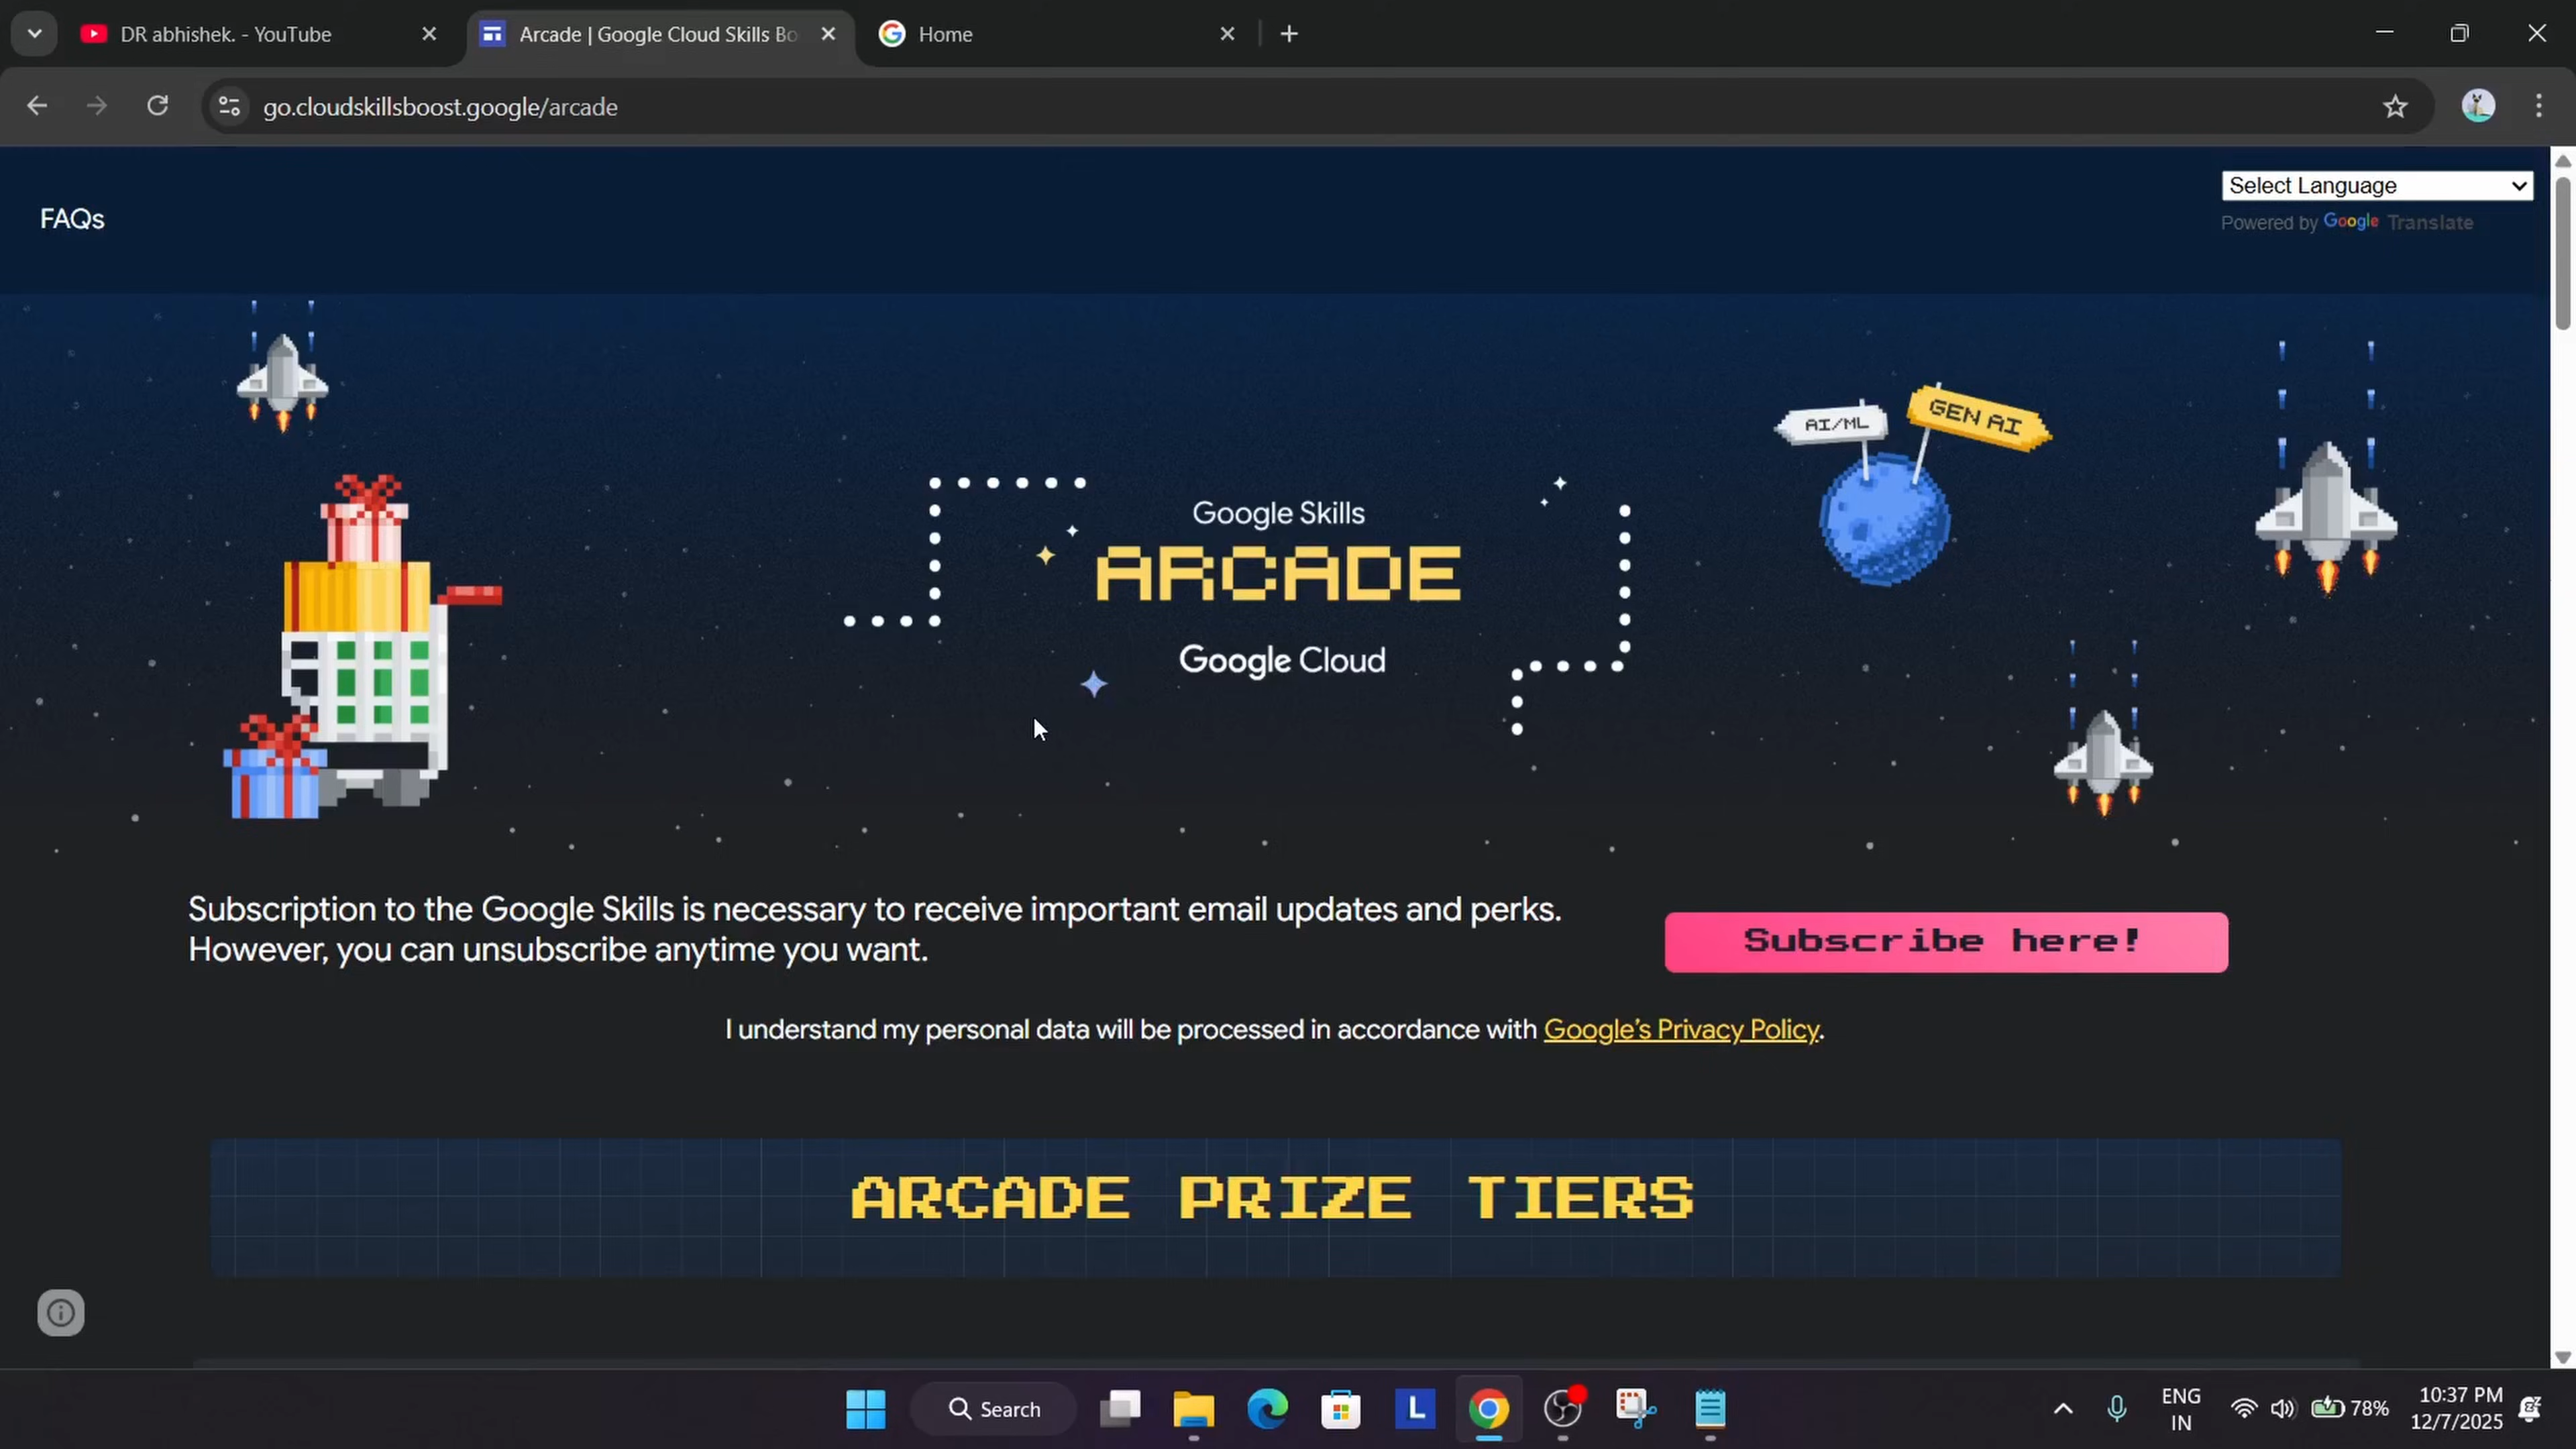 DR abhishek. - YouTube
Arcade | Google Cloud Skills Bo
Home
go.cloudskillsboost.google/arcade
FAQs
Select Language
Powered by Google Translate
AI/ML
GEN AI
Google Skills
ARCADE
Google Cloud
Subscription to the Google Skills is necessary to receive important email updates and perks.
However, you can unsubscribe anytime you want.
Subscribe here!
I understand my personal data will be processed in accordance with Google's Privacy Policy.
ARCADE PRIZE TIERS
Search
L
ENG
IN
78%
10:37 PM
12/7/2025